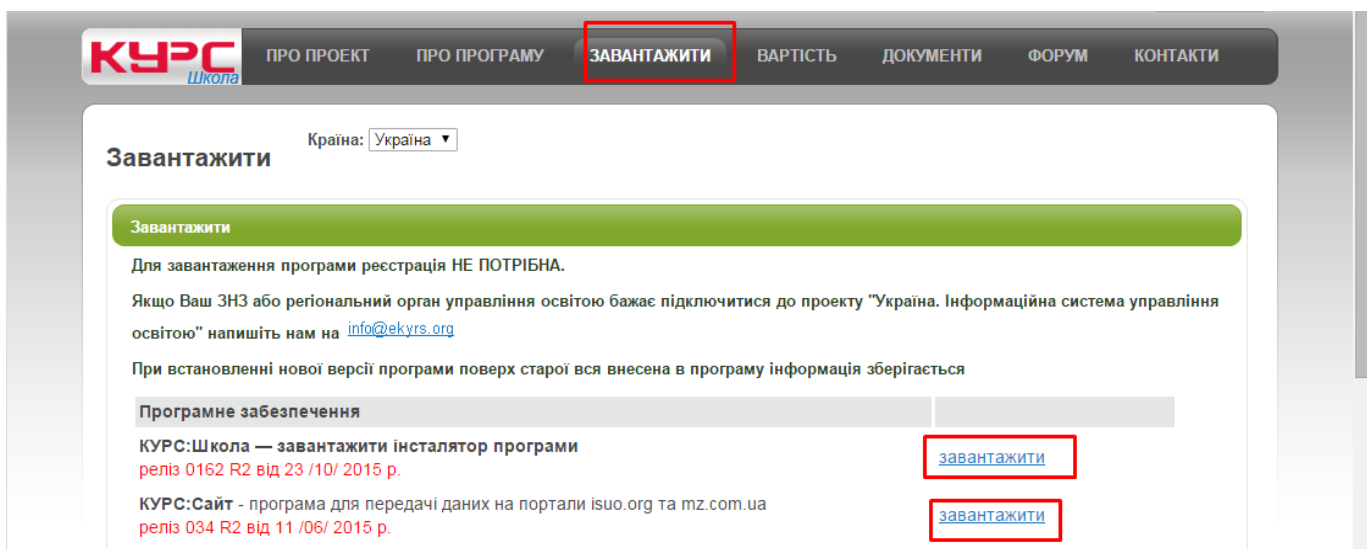 КУРС Школа ПРО ПРОЕКТ ПРО ПРОГРАМУ ЗАВАНТАЖИТИ ВАРТІСТЬ ДОКУМЕНТИ ФОРУМ КОНТАКТИ
Завантажити Країна: Україна
Завантажити
Для завантаження програми реєстрація НЕ ПОТРІБНА.
Якщо Ваш ЗНЗ або регіональний орган управління освітою бажає підключитися до проекту "Україна. Інформаційна система управління
освітою" напишіть нам на info@ekyrs.org
При встановленні нової версії програми поверх старої вся внесена в програму інформація зберігається
Програмне забезпечення
КУРС:Школа — завантажити інсталятор програми
реліз 0162 R2 від 23 /10/ 2015 р. завантажити
КУРС:Сайт - програма для передачі даних на портали isuo.org та mz.com.ua
реліз 034 R2 від 11 /06/ 2015 р. завантажити